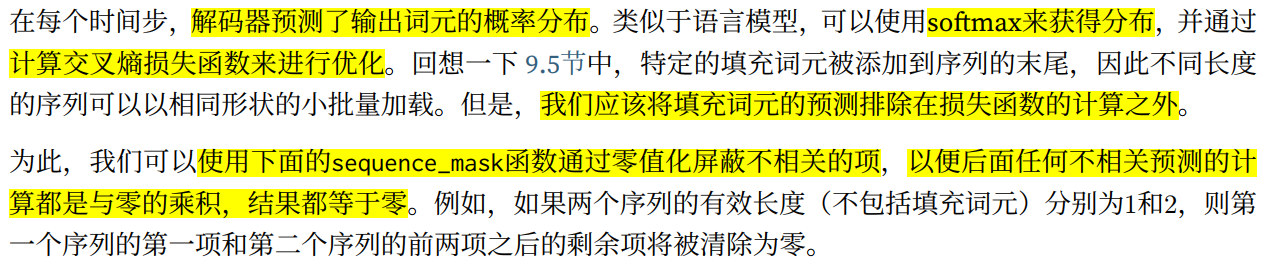 在每个时间步，解码器预测了输出词元的概率分布。类似于语言模型，可以使用softmax来获得分布，并通过
计算交叉熵损失函数来进行优化。回想一下 9.5节中，特定的填充词元被添加到序列的末尾，因此不同长度
的序列可以以相同形状的小批量加载。但是，我们应该将填充词元的预测排除在损失函数的计算之外。
为此，我们可以使用下面的sequence_mask函数通过零值化屏蔽不相关的项，以便后面任何不相关预测的计
算都是与零的乘积，结果都等于零。例如，如果两个序列的有效长度（不包括填充词元）分别为1和2，则第
一个序列的第一项和第二个序列的前两项之后的剩余项将被清除为零。